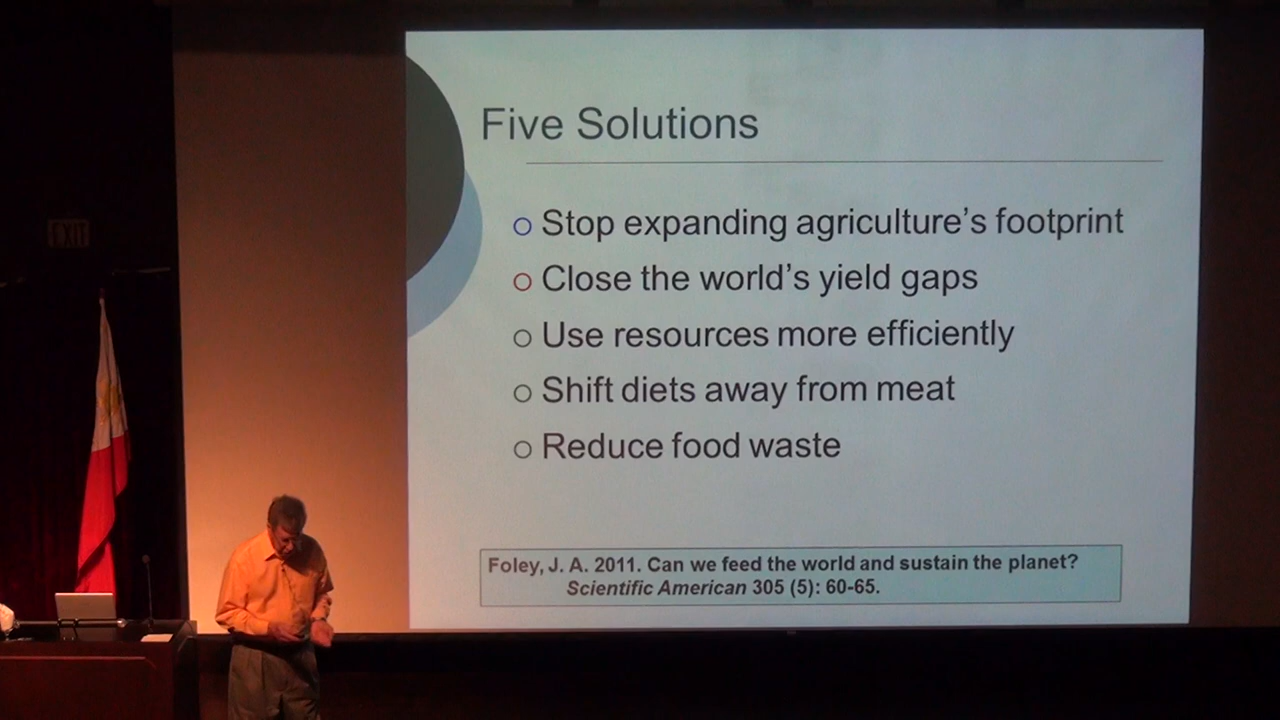 Five Solutions
Stop expanding agriculture’s footprint
Close the world’s yield gaps
Use resources more efficiently
Shift diets away from meat
Reduce food waste
Foley, J. A. 2011. Can we feed the world and sustain the planet?
Scientific American 305 (5): 60-65.
EXIT